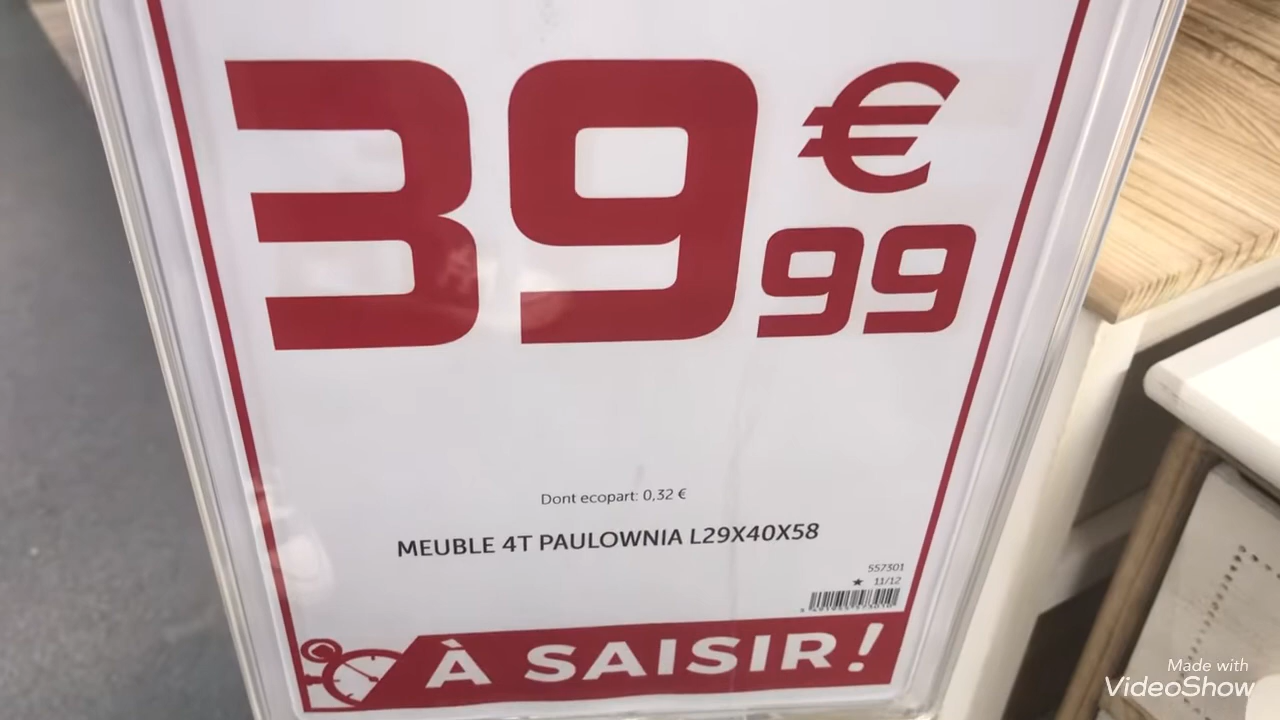 39€99
Dont ecopart: 0,32 €
MEUBLE 4T PAULOWNIA L29X40X58
557301
★ 11/12
À SAISIR!
Made with
VideoShow